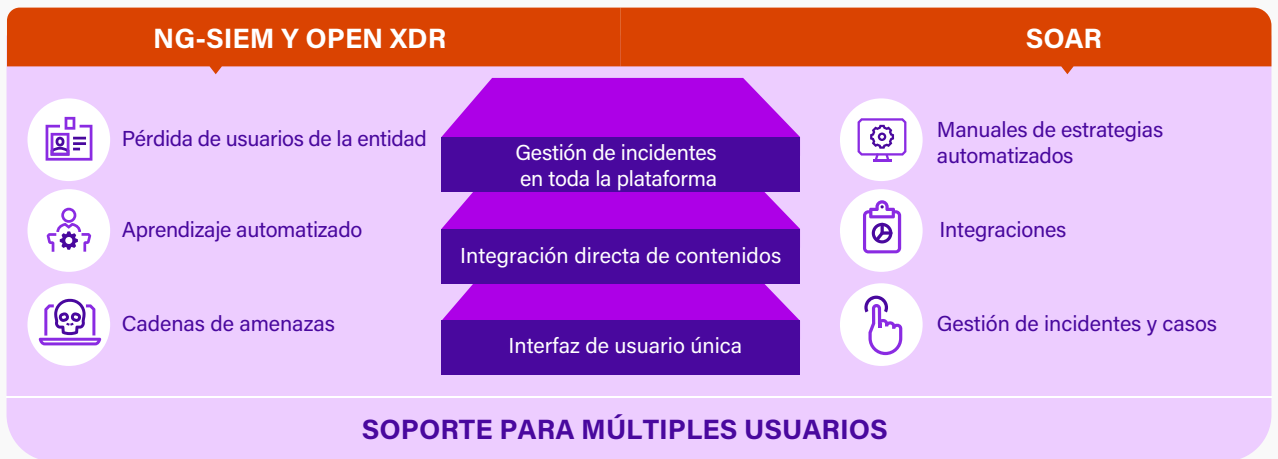 NG-SIEM Y OPEN XDR
SOAR
Pérdida de usuarios de la entidad
Aprendizaje automatizado
Cadenas de amenazas
Gestión de incidentes
en toda la plataforma
Integración directa de contenidos
Interfaz de usuario única
Manuales de estrategias
automatizados
Integraciones
Gestión de incidentes y casos
SOPORTE PARA MÚLTIPLES USUARIOS